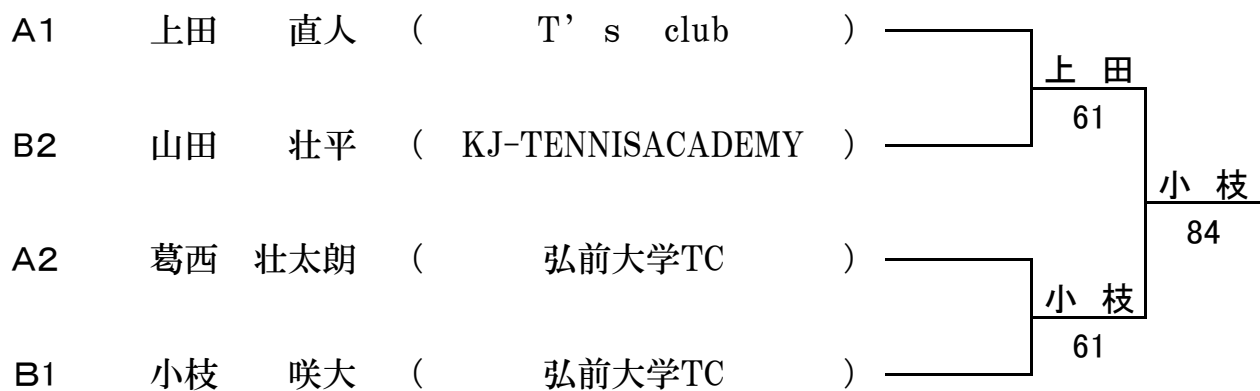 A1 上田 直人 ( T’s club )
上 田
61
B2 山田 壮平 ( KJ-TENNISACADEMY )
小 枝
84
A2 葛西 壮太朗 ( 弘前大学TC )
小 枝
61
B1 小枝 咲大 ( 弘前大学TC )